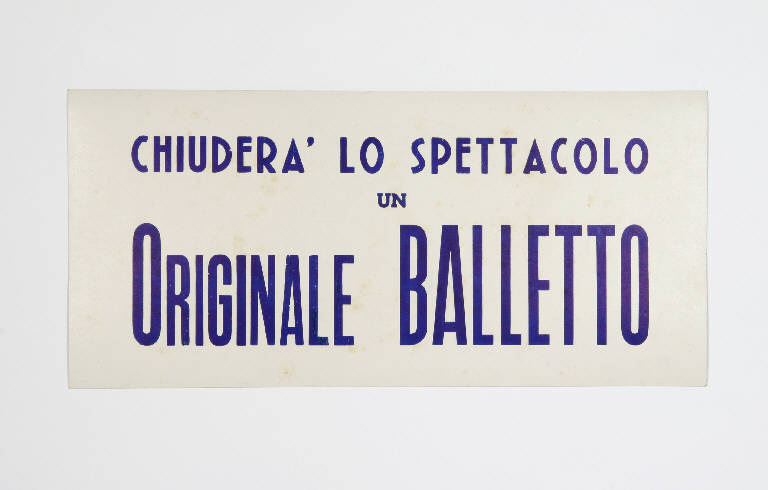 CHIUDERA' LO SPETTACOLO
UN
ORIGINALE BALLETTO